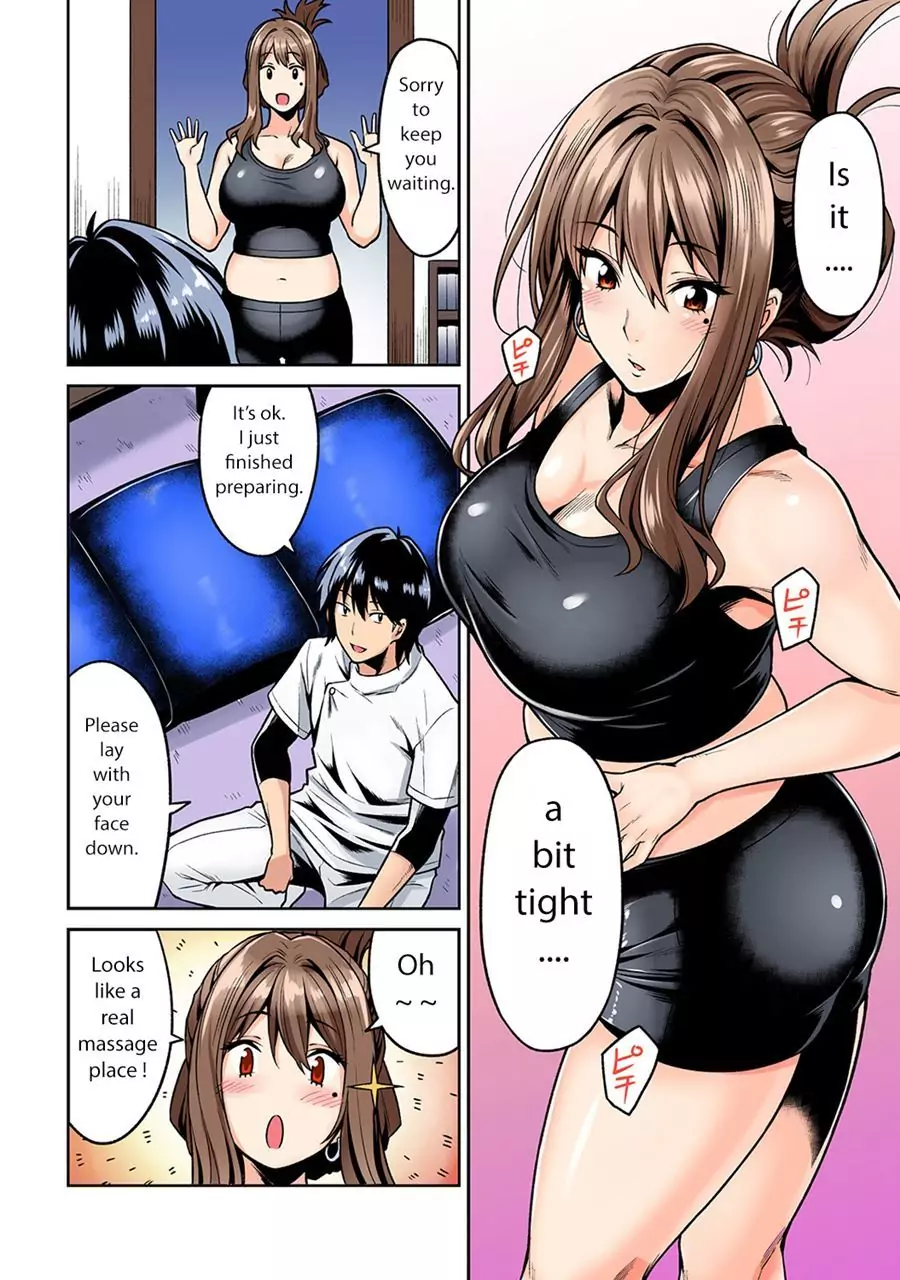 Is
it
....
ピチ
ピチ
a
bit
tight
....
ピチ
Sorry
to
keep
you
waiting.
It's ok.
I just
finished
preparing.
Please
lay
with
your
face
down.
Oh
~ ~
Looks
like a
real
massage
place !